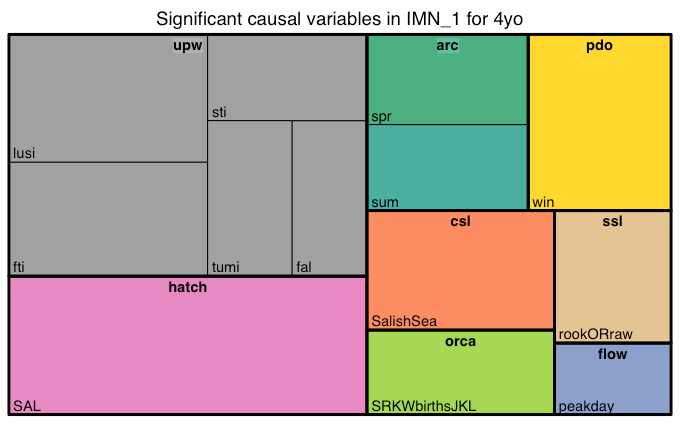 Significant causal variables in IMN_1 for 4yo
upw
arc
pdo
sti
spr
lusi
sum
win
csl
ssl
fti
tumi
fal
hatch
SalishSea
rookORraw
orca
flow
SAL
SRKWbirthsJKL
peakday